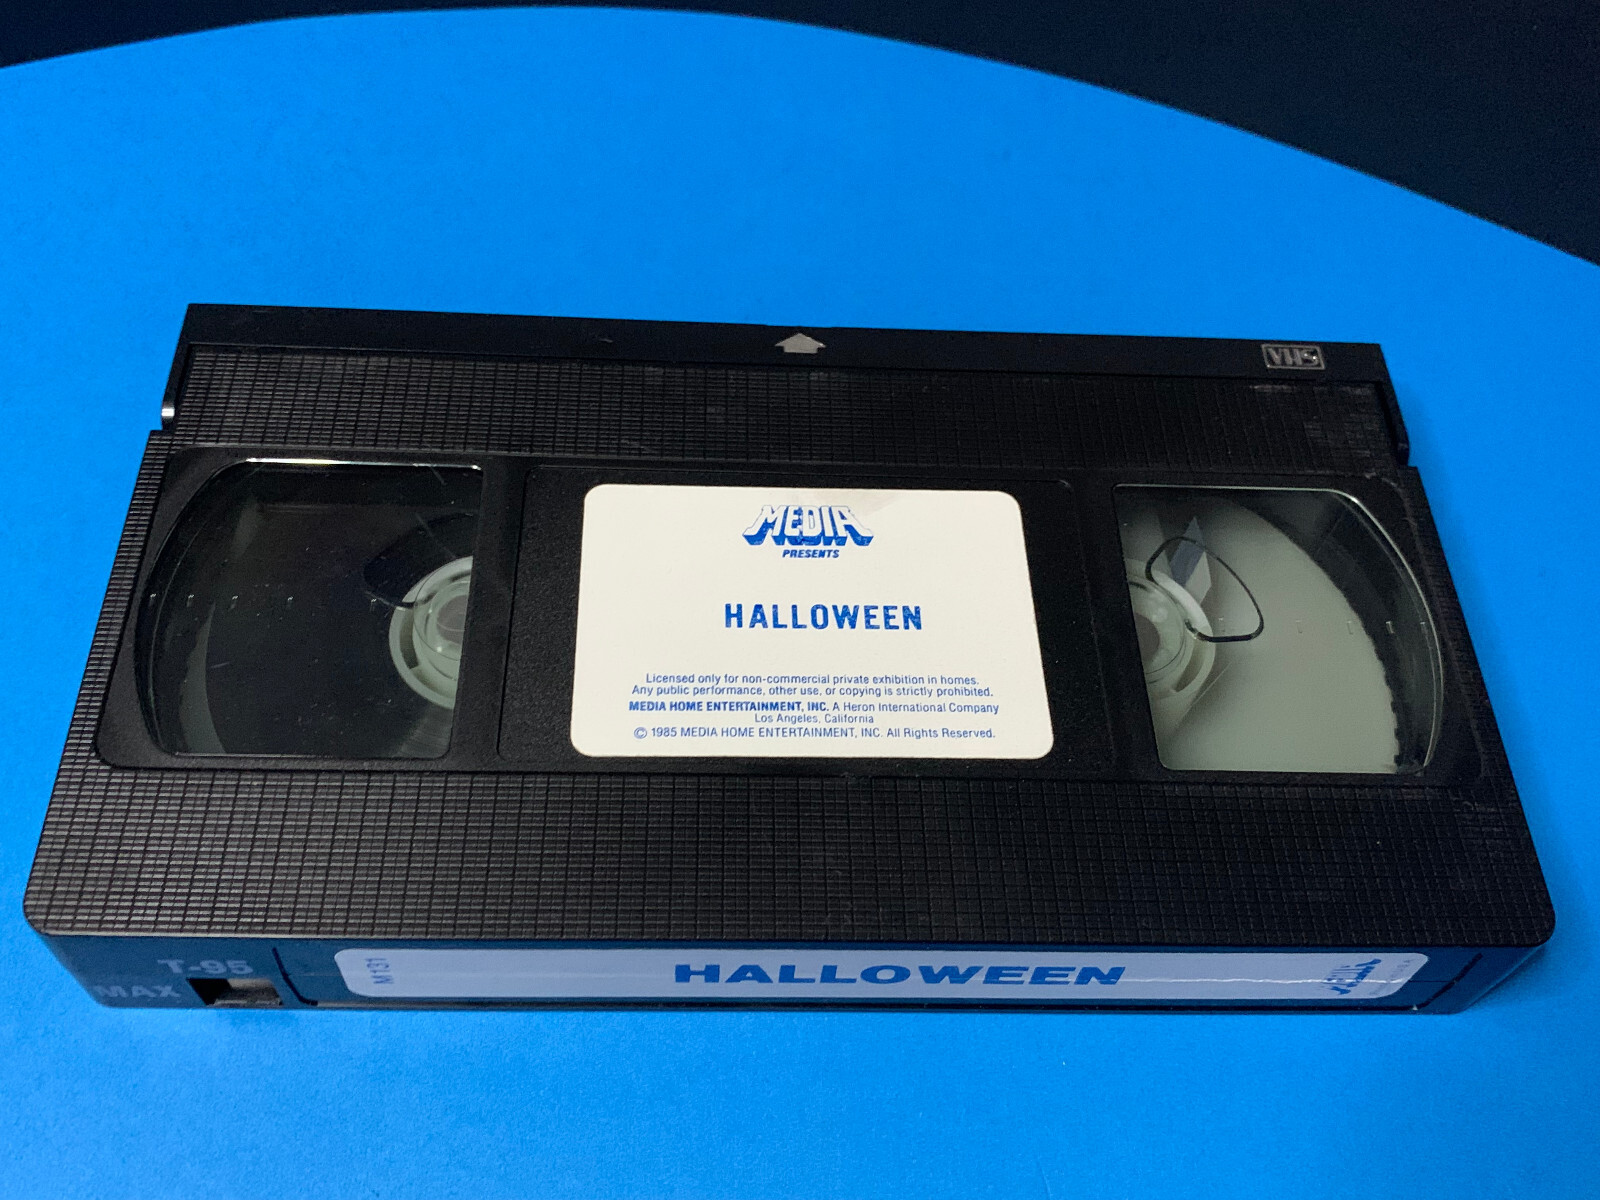 VHS
MEDIA
PRESENTS
HALLOWEEN
Licensed only for non-commercial private exhibition in homes.
Any public performance, other use, or copying is strictly prohibited.
MEDIA HOME ENTERTAINMENT, INC. A Heron International Company
Los Angeles, California
© 1985 MEDIA HOME ENTERTAINMENT, INC. All Rights Reserved.
T-95
MAX
M131
HALLOWEEN